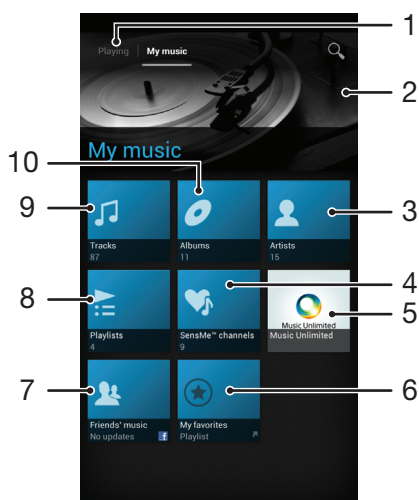 1
Playing | My music
2
My music
10
9
Tracks
87
Albums
11
Artists
15
3
8
Playlists
4
SensMe™ channels
9
Music Unlimited
Music Unlimited
4
5
7
Friends' music
No updates
f
My favorites
Playlist
6